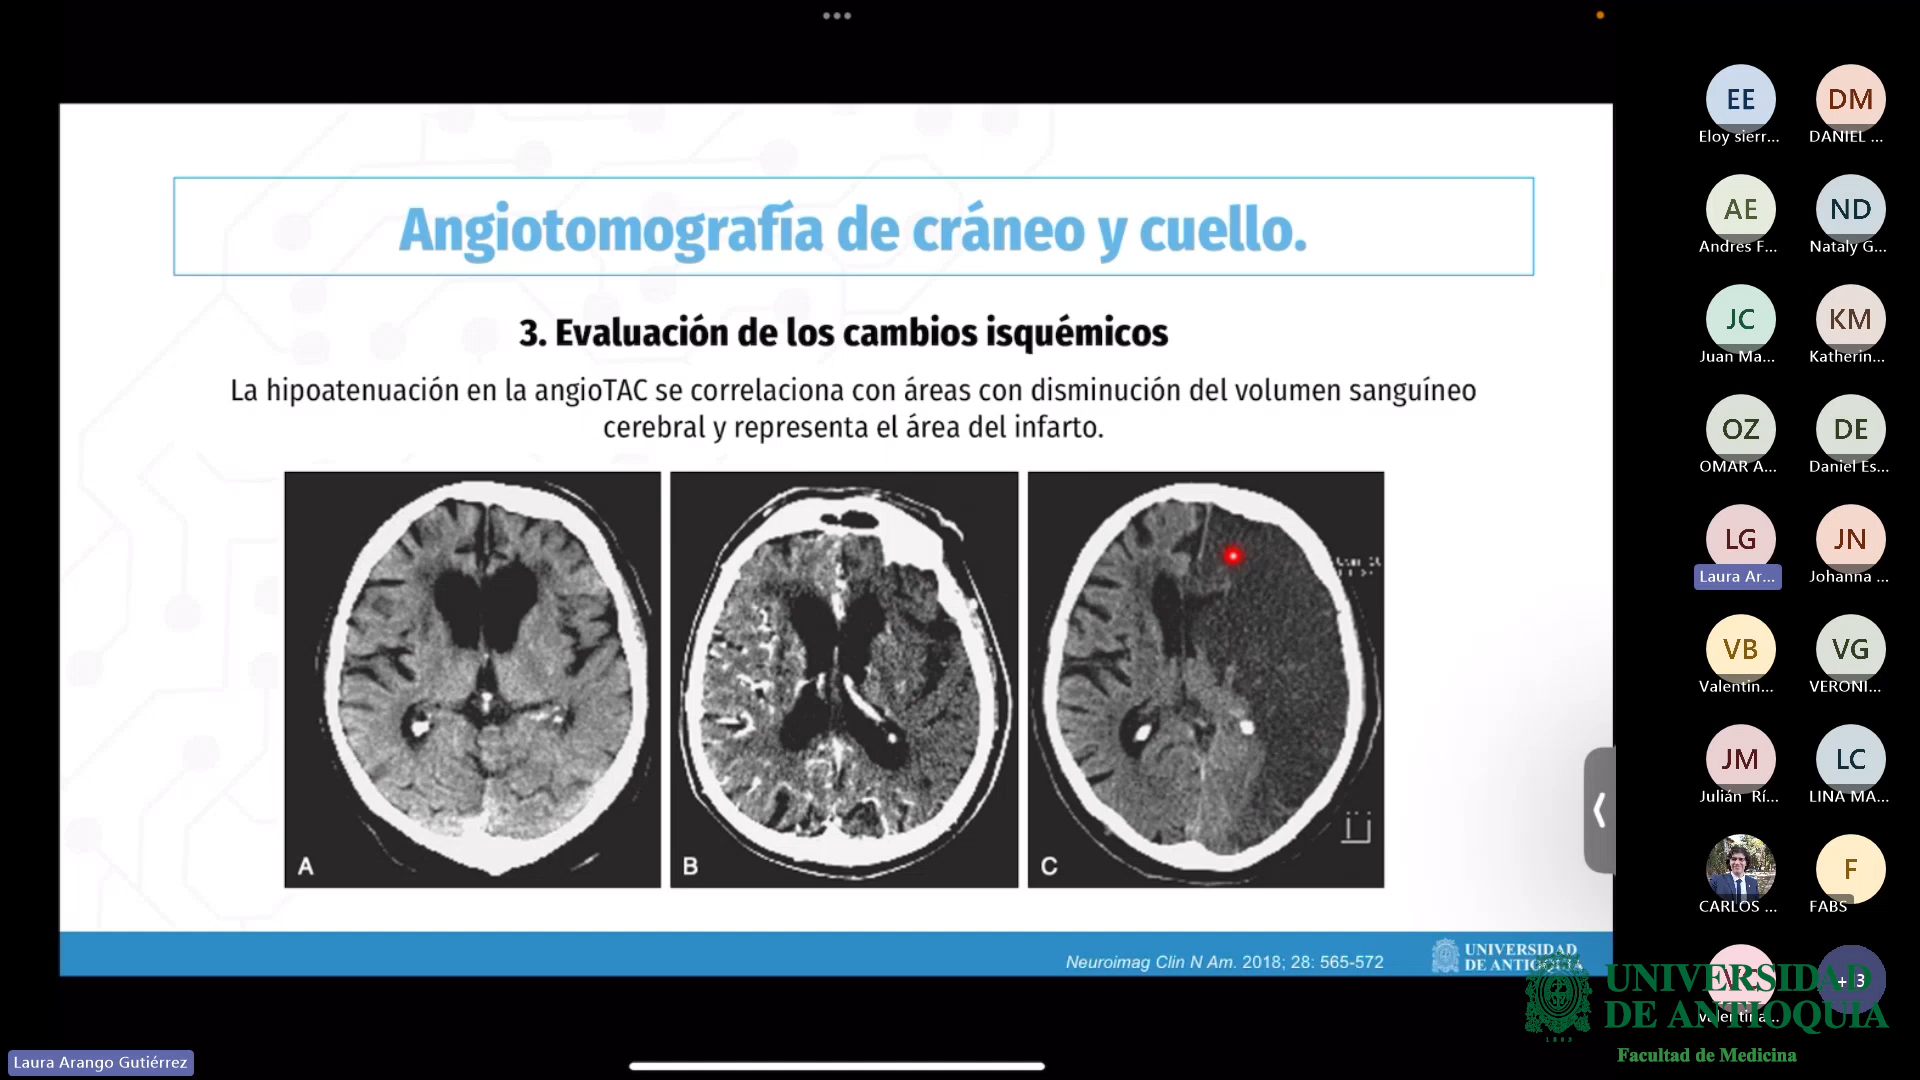 Angiotomografía de cráneo y cuello.
3. Evaluación de los cambios isquémicos
La hipoatenuación en la angioTAC se correlaciona con áreas con disminución del volumen sanguíneo
cerebral y representa el área del infarto.
A
B
C
Neuroimag Clin N Am. 2018; 28: 565-572
UNIVERSIDAD
DE ANTIOQUIA
EE
Eloy sierr...
DM
DANIEL ...
AE
Andres F...
ND
Nataly G...
JC
Juan Ma...
KM
Katherin...
OZ
OMAR A...
DE
Daniel Es...
LG
Laura Ar...
JN
Johanna ...
VB
Valentin...
VG
VERONI...
JM
Julián Rí...
LC
LINA MA...
CARLOS ...
F
FABS
valentina...
+ 3
UNIVERSIDAD
DE ANTIOQUIA
1803
Facultad de Medicina
Laura Arango Gutiérrez